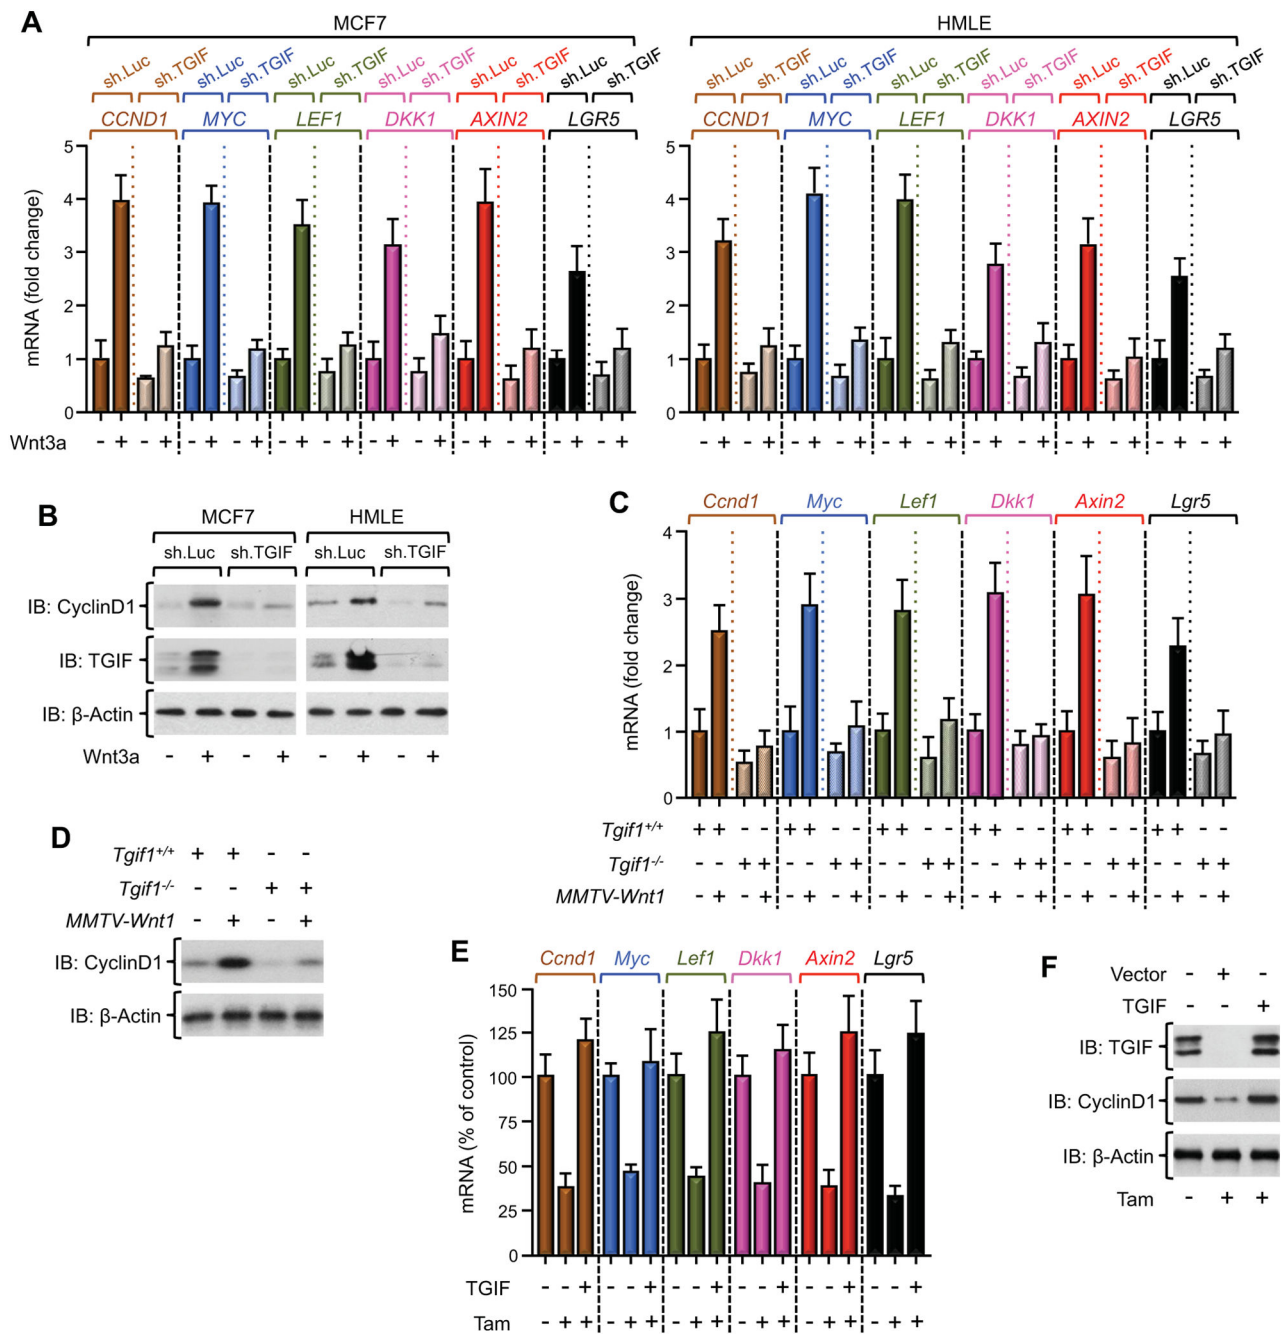 A
MCF7
HMLE
sh.Luc sh.TGIF sh.Luc sh.TGIF sh.Luc sh.TGIF sh.Luc sh.TGIF sh.Luc sh.TGIF sh.Luc sh.TGIF
sh.Luc sh.TGIF sh.Luc sh.TGIF sh.Luc sh.TGIF sh.Luc sh.TGIF sh.Luc sh.TGIF sh.Luc sh.TGIF
CCND1 MYC LEF1 DKK1 AXIN2 LGR5
CCND1 MYC LEF1 DKK1 AXIN2 LGR5
mRNA (fold change)
5
4
3
2
1
0
5
4
3
2
1
0
Wnt3a - + - + - + - + - + - + - + - + - + - + - + - +
- + - + - + - + - + - + - + - + - + - + - + - +
B
MCF7 HMLE
sh.Luc sh.TGIF sh.Luc sh.TGIF
IB: CyclinD1
IB: TGIF
IB: β-Actin
Wnt3a - + - + - + - +
C
Ccnd1 Myc Lef1 Dkk1 Axin2 Lgr5
mRNA (fold change)
4
3
2
1
0
Tgif1+/+ + + - - + + - - + + - - + + - - + + - - + + - -
Tgif1-/- - - + + - - + + - - + + - - + + - - + + - - + +
MMTV-Wnt1 - + - + - + - + - + - + - + - + - + - + - + - +
D
Tgif1+/+ + + - -
Tgif1-/- - - + +
MMTV-Wnt1 - + - +
IB: CyclinD1
IB: β-Actin
E
Ccnd1 Myc Lef1 Dkk1 Axin2 Lgr5
mRNA (% of control)
150
125
100
75
50
25
0
TGIF - - + - - + - - + - - + - - + - - +
Tam - + + - + + - + + - + + - + + - + +
F
Vector - + -
TGIF - - +
IB: TGIF
IB: CyclinD1
IB: β-Actin
Tam - + +